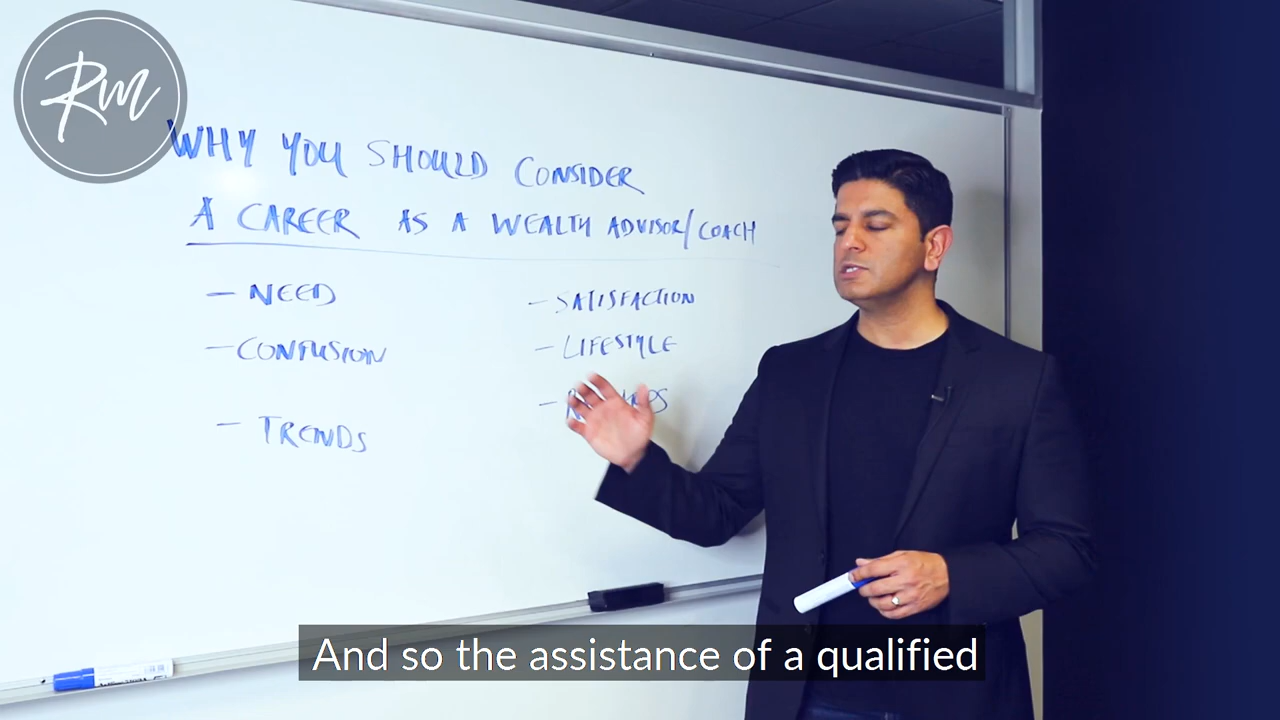 Rm
WHY YOU SHOULD CONSIDER
A CAREER AS A WEALTH ADVISOR/COACH
- NEED
- CONFUSION
- TRENDS
- SATISFACTION
- LIFESTYLE
And so the assistance of a qualified